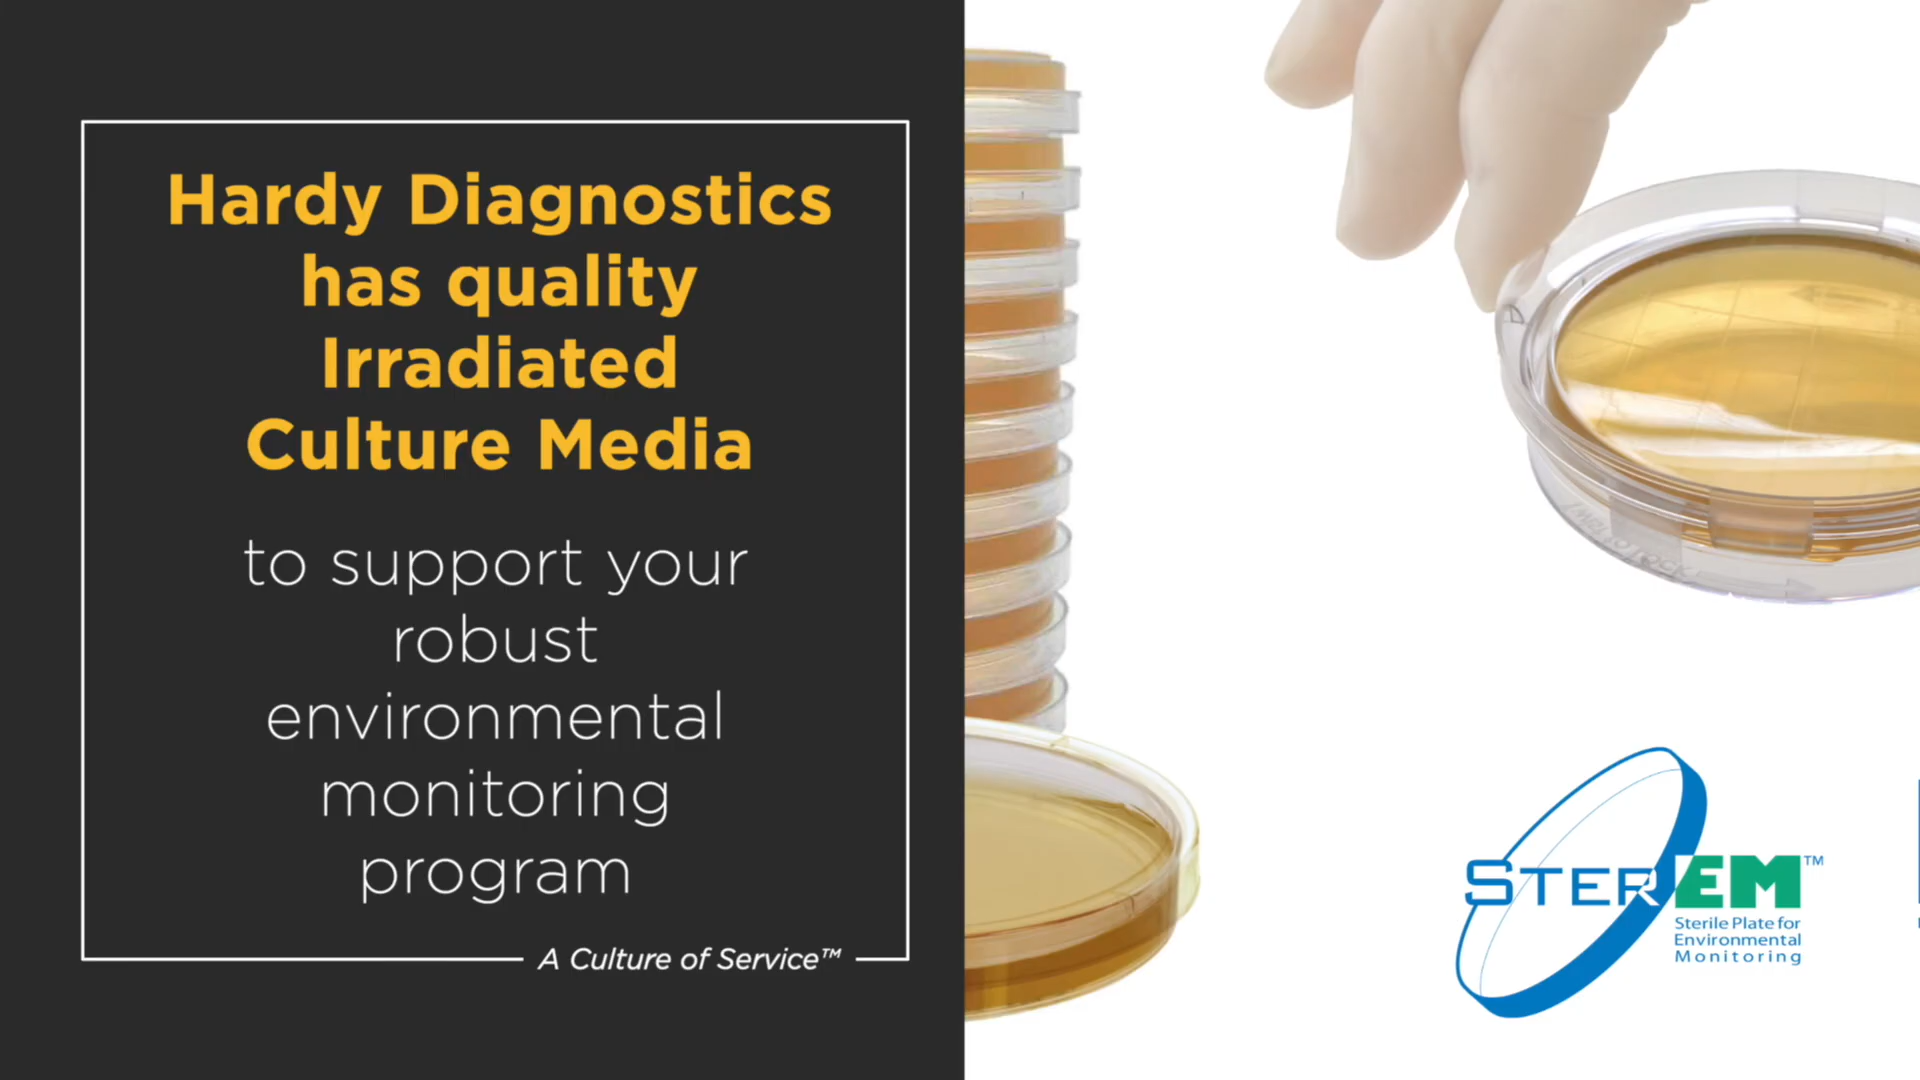 Hardy Diagnostics
has quality
Irradiated
Culture Media
to support your
robust
environmental
monitoring
program
A Culture of Service™
STEREM™
Sterile Plate for
Environmental
Monitoring